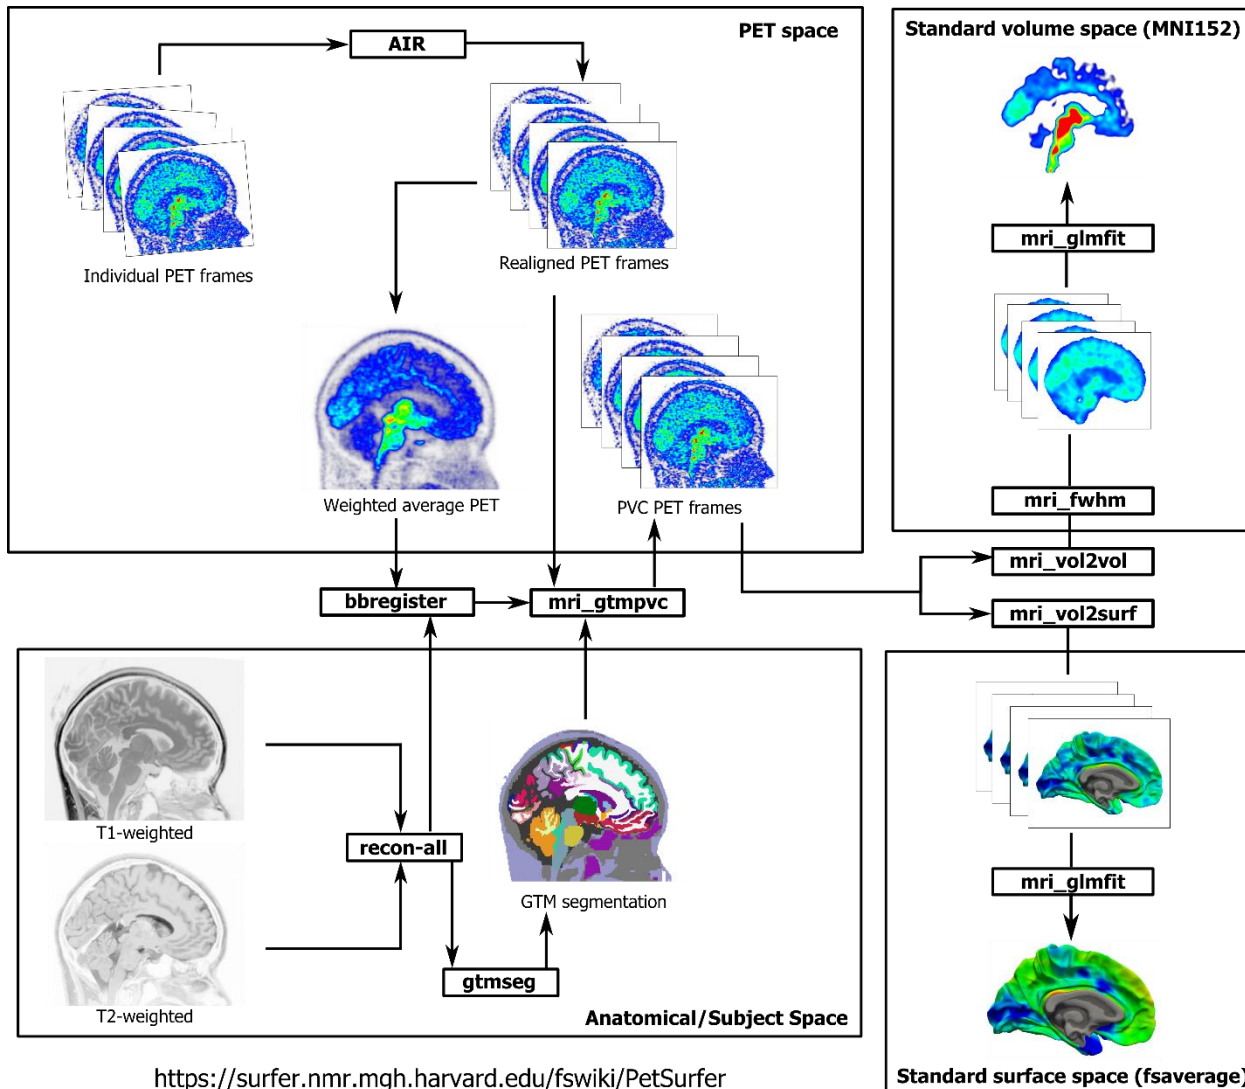 PET space
AIR
Individual PET frames
Realigned PET frames
Weighted average PET
PVC PET frames
bbregister
mri_gtmpvc
T1-weighted
T2-weighted
recon-all
gtmseg
GTM segmentation
Anatomical/Subject Space
https://surfer.nmr.mgh.harvard.edu/fswiki/PetSurfer
Standard volume space (MNI152)
mri_glmfit
mri_fwhm
mri_vol2vol
mri_vol2surf
mri_glmfit
Standard surface space (fsaverage)